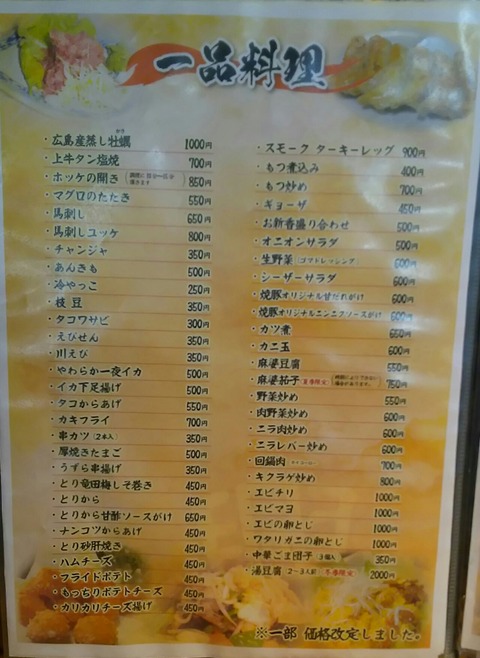 一品料理
・広島産蒸し牡蠣 1000円
・上牛タン塩焼 700円
・ホッケの開き 850円
・マグロのたたき 550円
・馬刺し 650円
・馬刺しユッケ 800円
・チャンジャ 350円
・あんきも 500円
・冷やっこ 250円
・枝豆 350円
・タコワサビ 300円
・えびせん 350円
・川えび 350円
・やわらか一夜イカ 500円
・イカ下足揚げ 500円
・タコからあげ 550円
・カキフライ 700円
・串カツ(2本入) 350円
・厚焼きたまご 500円
・うずら串揚げ 350円
・とり竜田梅しそ巻き 450円
・とりから 450円
・とりから甘酢ソースがけ 650円
・ナンコツからあげ 450円
・とり砂肝焼き 450円
・ハムチーズ 450円
・フライドポテト 450円
・もっちりポテトチーズ 450円
・カリカリチーズ揚げ 450円
・スモーク ターキーレッグ 900円
・もつ煮込み 400円
・もつ炒め 700円
・ギョーザ 450円
・お新香盛り合わせ 500円
・オニオンサラダ 500円
・生野菜(ゴマドレッシング) 600円
・シーザーサラダ 600円
・焼豚オリジナル甘だれがけ 600円
・焼豚オリジナルニンニクソースがけ 600円
・カツ煮 650円
・カニ玉 600円
・麻婆豆腐 550円
・麻婆茄子(夏季限定) 750円
・野菜炒め 550円
・肉野菜炒め 600円
・ニラ肉炒め 600円
・ニラレバー炒め 600円
・回鍋肉 700円
・キクラゲ炒め 800円
・エビチリ 1000円
・エビマヨ 1000円
・エビの卵とじ 1000円
・ワタリガニの卵とじ 1000円
・中華ごま団子(3個入) 350円
・湯豆腐 2〜3人前(冬季限定) 2000円
※一部 価格改定しました。